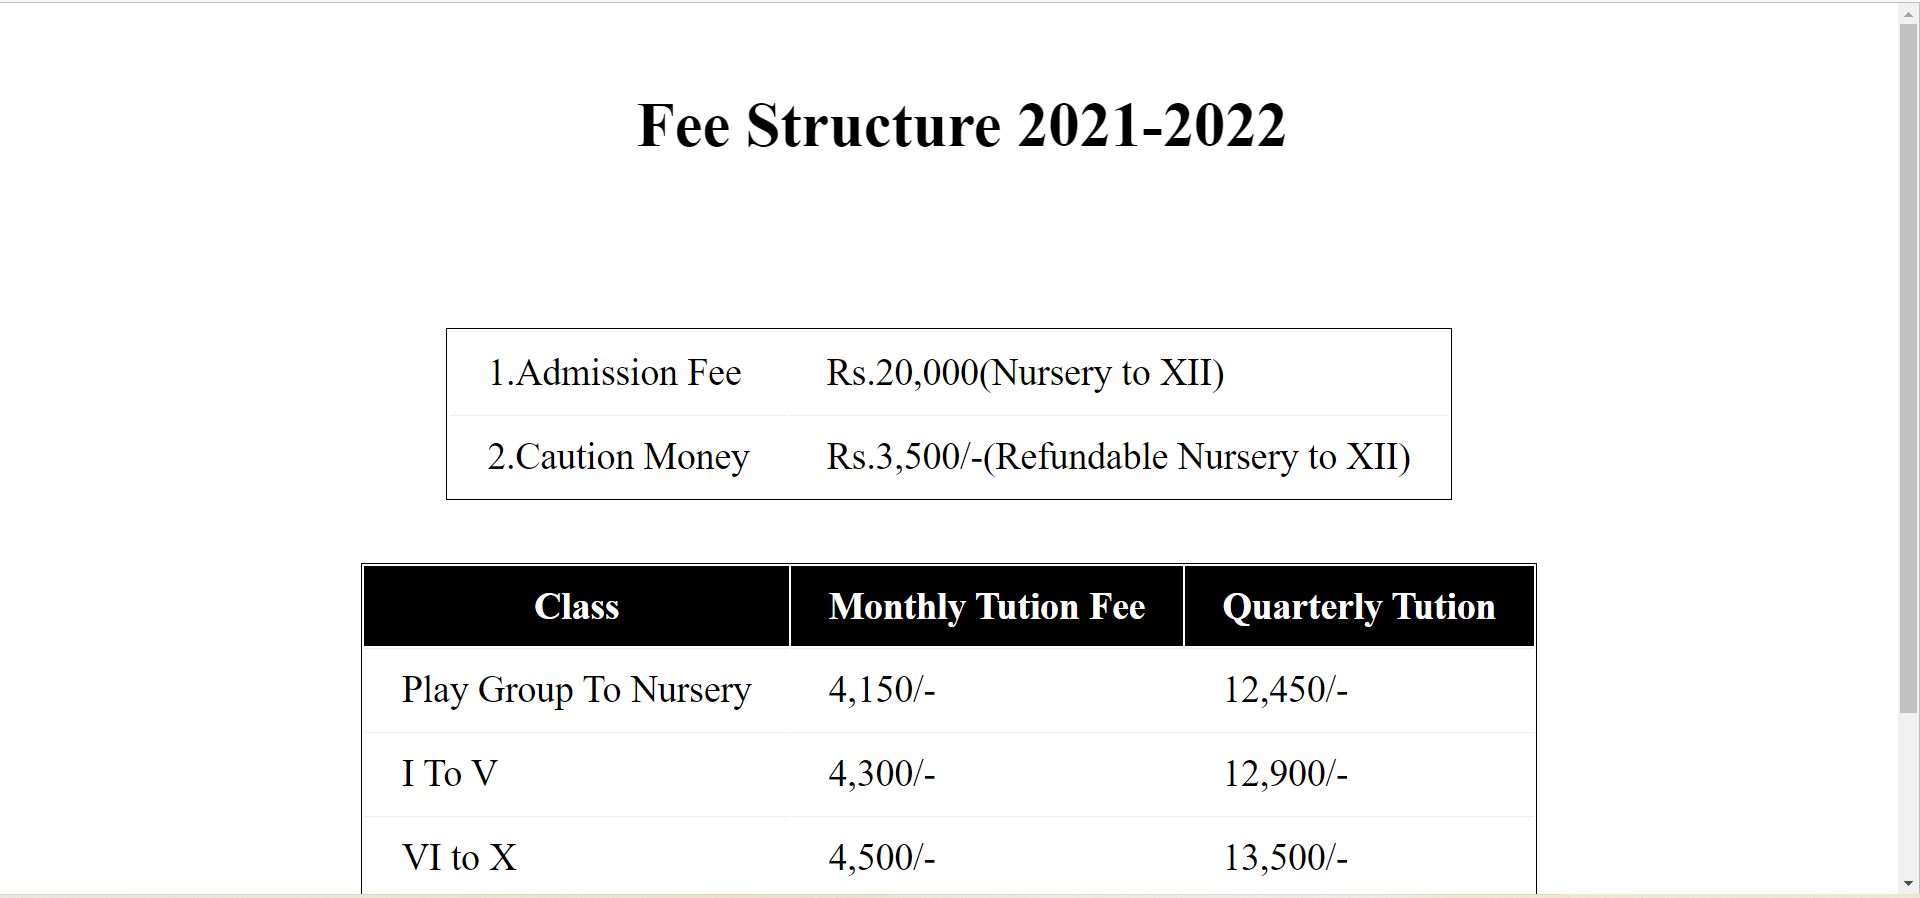 Fee Structure 2021-2022
1.Admission Fee Rs.20,000(Nursery to XII)
2.Caution Money Rs.3,500/-(Refundable Nursery to XII)
Class Monthly Tution Fee Quarterly Tution
Play Group To Nursery 4,150/- 12,450/-
I To V 4,300/- 12,900/-
VI to X 4,500/- 13,500/-